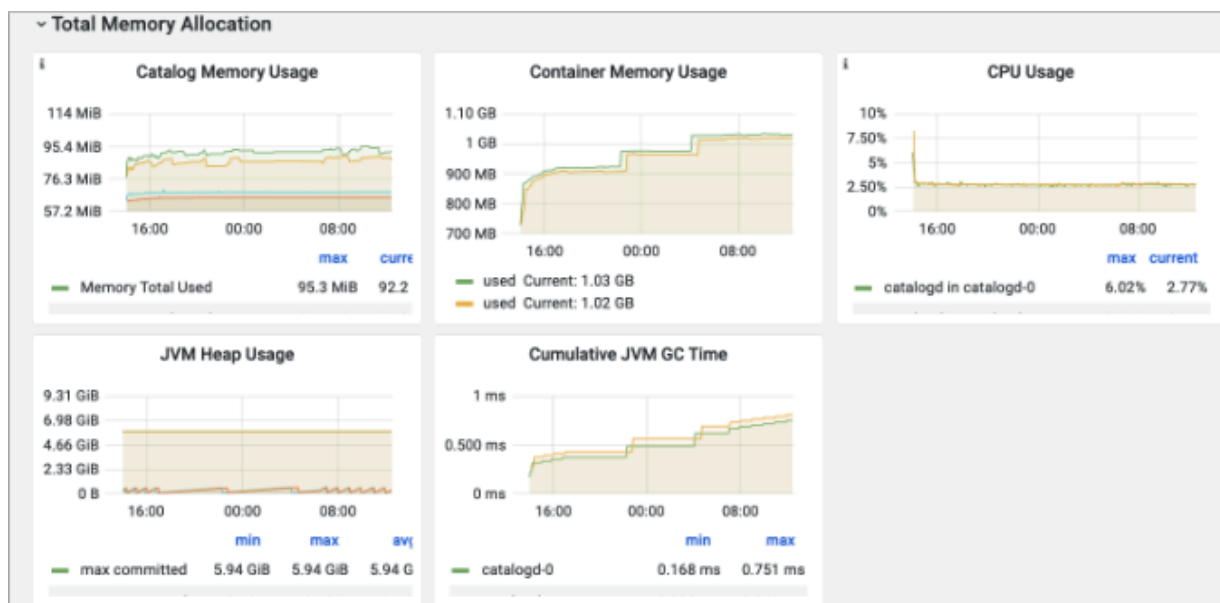 Total Memory Allocation
i
Catalog Memory Usage
114 MiB
95.4 MiB
76.3 MiB
57.2 MiB
16:00 00:00 08:00
max curre
Memory Total Used 95.3 MiB 92.2
Container Memory Usage
1.10 GB
1 GB
900 MB
800 MB
700 MB
16:00 00:00 08:00
used Current: 1.03 GB
used Current: 1.02 GB
i
CPU Usage
10%
7.50%
5%
2.50%
0%
16:00 00:00 08:00
max current
catalogd in catalogd-0 6.02% 2.77%
JVM Heap Usage
9.31 GiB
6.98 GiB
4.66 GiB
2.33 GiB
0 B
16:00 00:00 08:00
min max avg
max committed 5.94 GiB 5.94 GiB 5.94 G
Cumulative JVM GC Time
1 ms
0.500 ms
0 ms
16:00 00:00 08:00
min max
catalogd-0 0.168 ms 0.751 ms